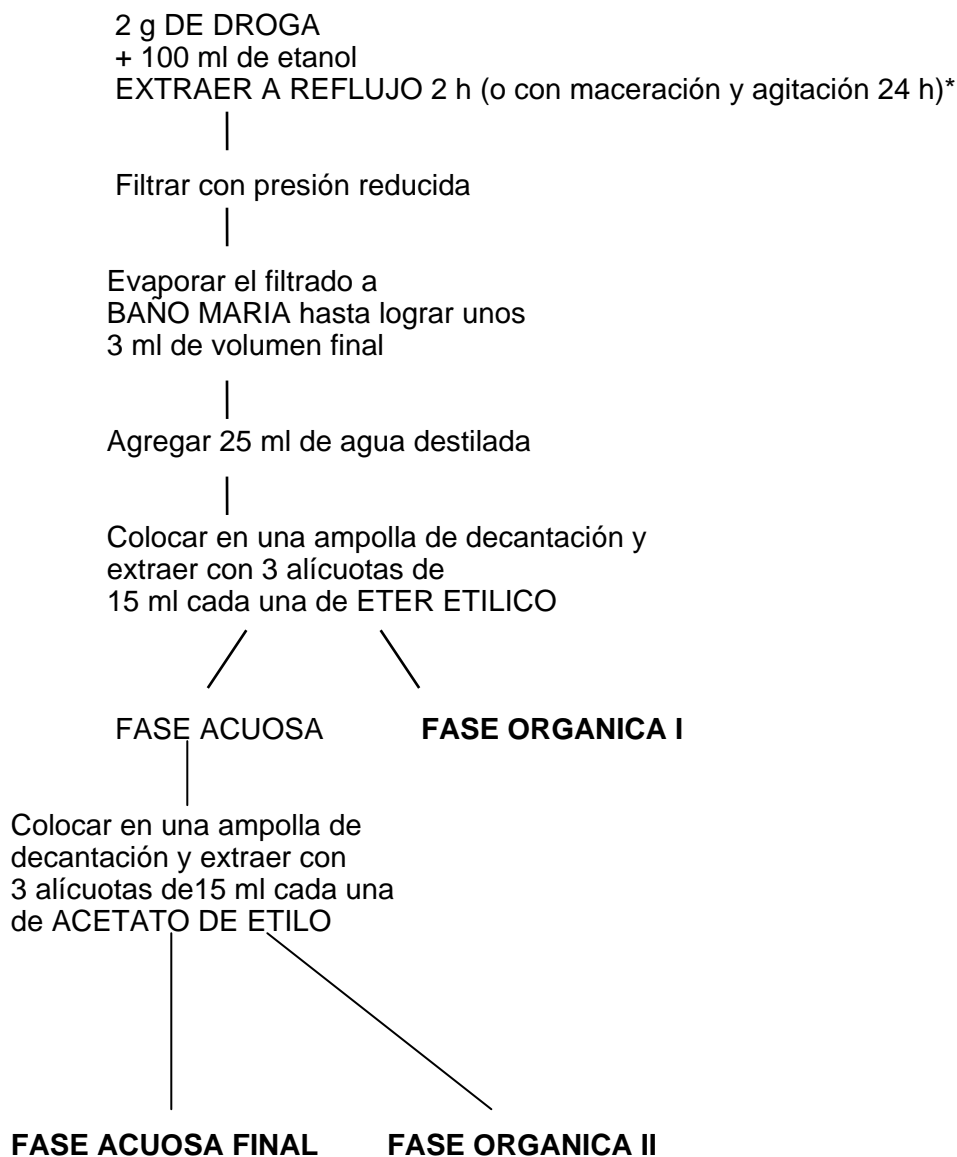 2 g DE DROGA
+ 100 ml de etanol
EXTRAER A REFLUJO 2 h (o con maceración y agitación 24 h)*
Filtrar con presión reducida
Evaporar el filtrado a
BAÑO MARIA hasta lograr unos
3 ml de volumen final
Agregar 25 ml de agua destilada
Colocar en una ampolla de decantación y
extraer con 3 alícuotas de
15 ml cada una de ETER ETILICO
FASE ACUOSA FASE ORGANICA I
Colocar en una ampolla de
decantación y extraer con
3 alícuotas de15 ml cada una
de ACETATO DE ETILO
FASE ACUOSA FINAL FASE ORGANICA II